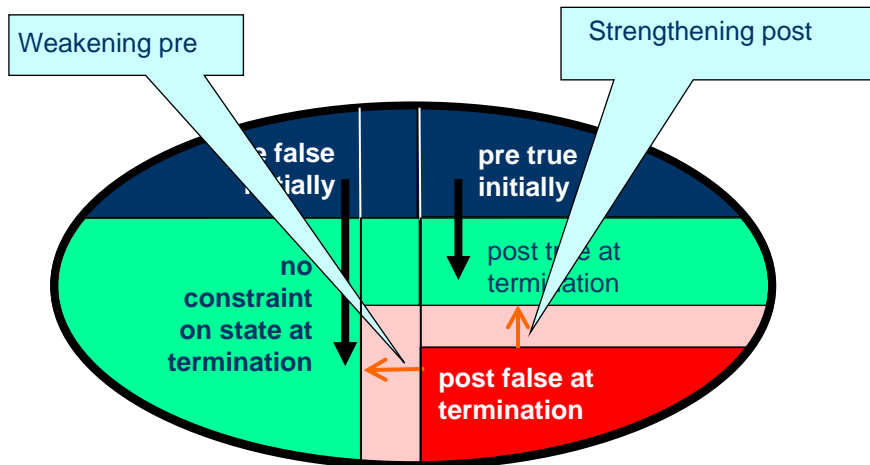 Weakening pre
Strengthening post
false
initially
pre true
initially
no
constraint
on state at
termination
post true at
termination
post false at
termination